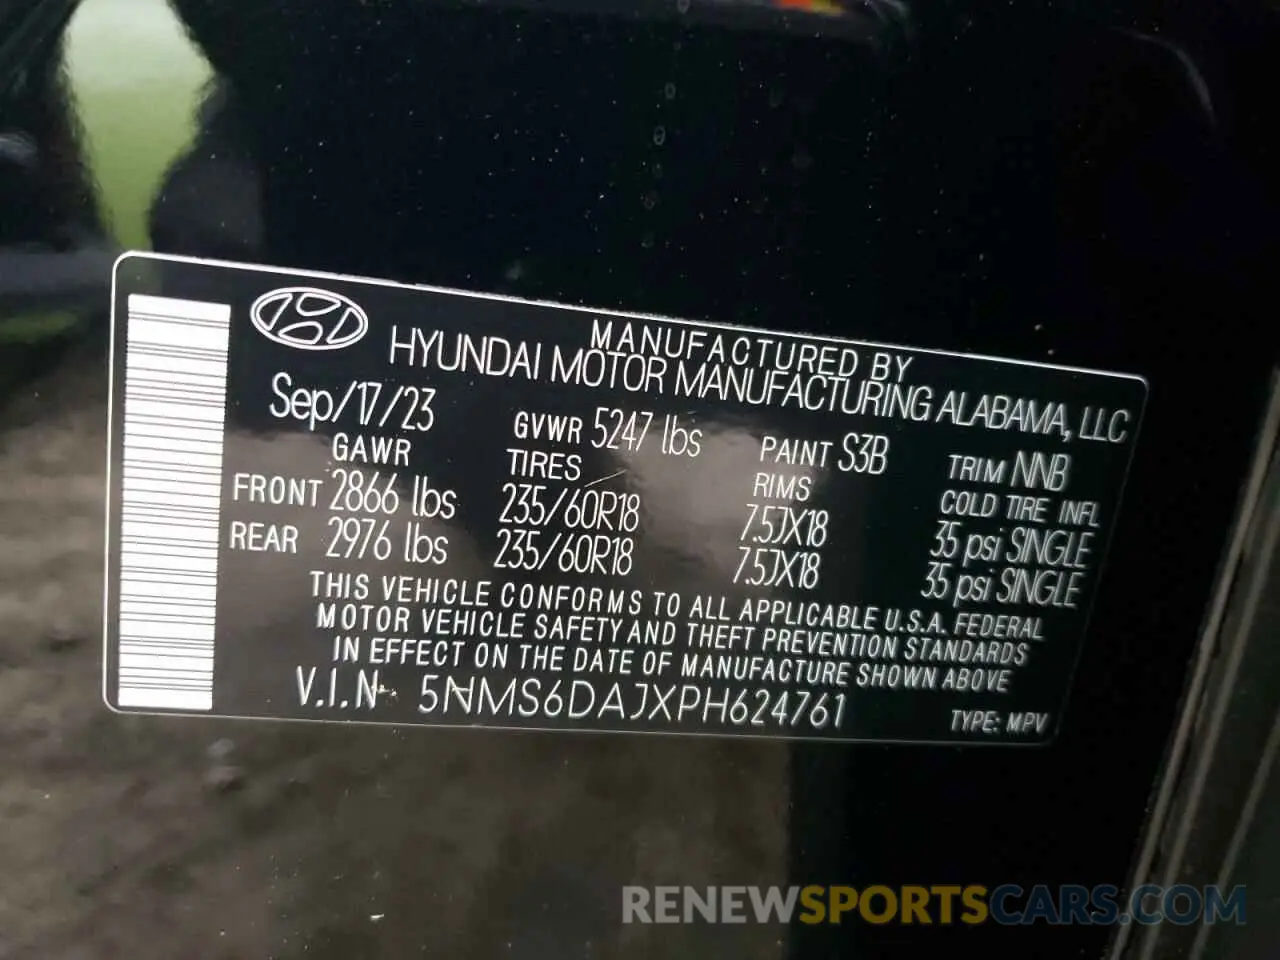 MANUFACTURED BY
HYUNDAI MOTOR MANUFACTURING ALABAMA, LLC
Sep/17/23 GVWR 5247 lbs PAINT S3B TRIM NNB
GAWR TIRES RIMS COLD TIRE INFL
FRONT 2866 lbs 235/60R18 7.5JX18 35 psi SINGLE
REAR 2976 lbs 235/60R18 7.5JX18 35 psi SINGLE
THIS VEHICLE CONFORMS TO ALL APPLICABLE U.S.A. FEDERAL
MOTOR VEHICLE SAFETY AND THEFT PREVENTION STANDARDS
IN EFFECT ON THE DATE OF MANUFACTURE SHOWN ABOVE
V.I.N. 5NMS6DAJXPH624761 TYPE: MPV
RENEWSPORTSCARS.COM